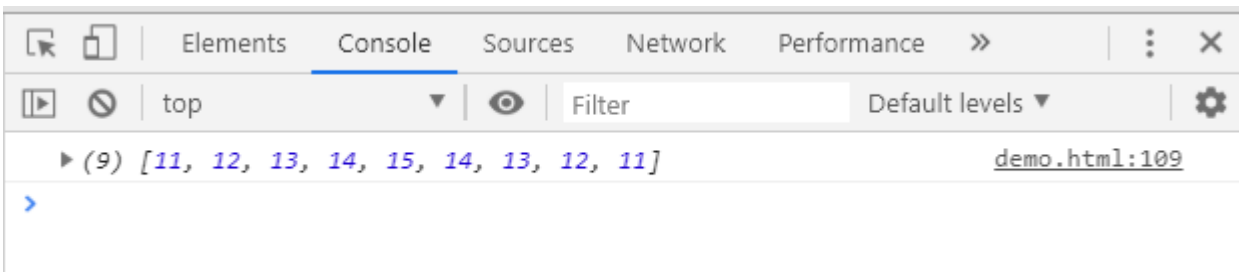 Elements Console Sources Network Performance »
top Filter Default levels
(9) [11, 12, 13, 14, 15, 14, 13, 12, 11] demo.html:109